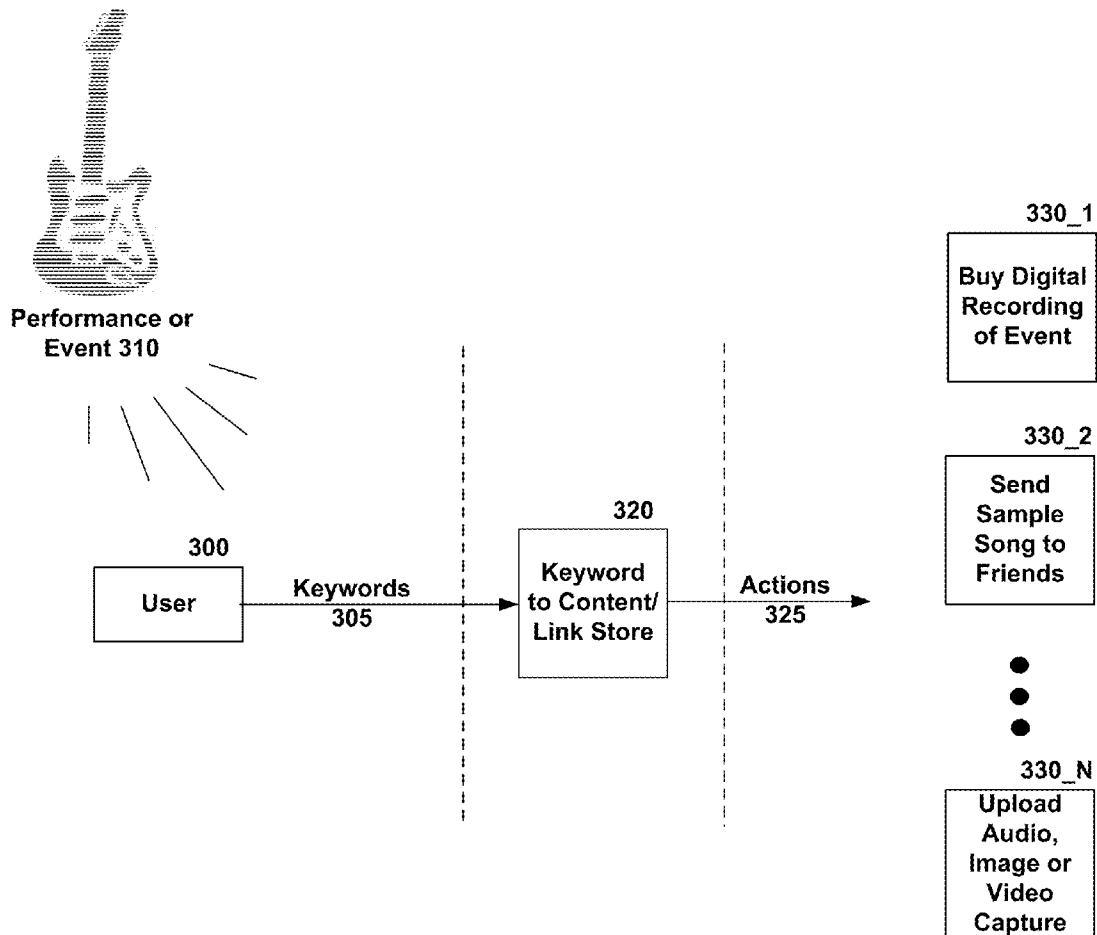 Performance or
Event 310
300
User
Keywords
305
320
Keyword
to Content/
Link Store
Actions
325
330_1
Buy Digital
Recording
of Event
330_2
Send
Sample
Song to
Friends
330_N
Upload
Audio,
Image or
Video
Capture